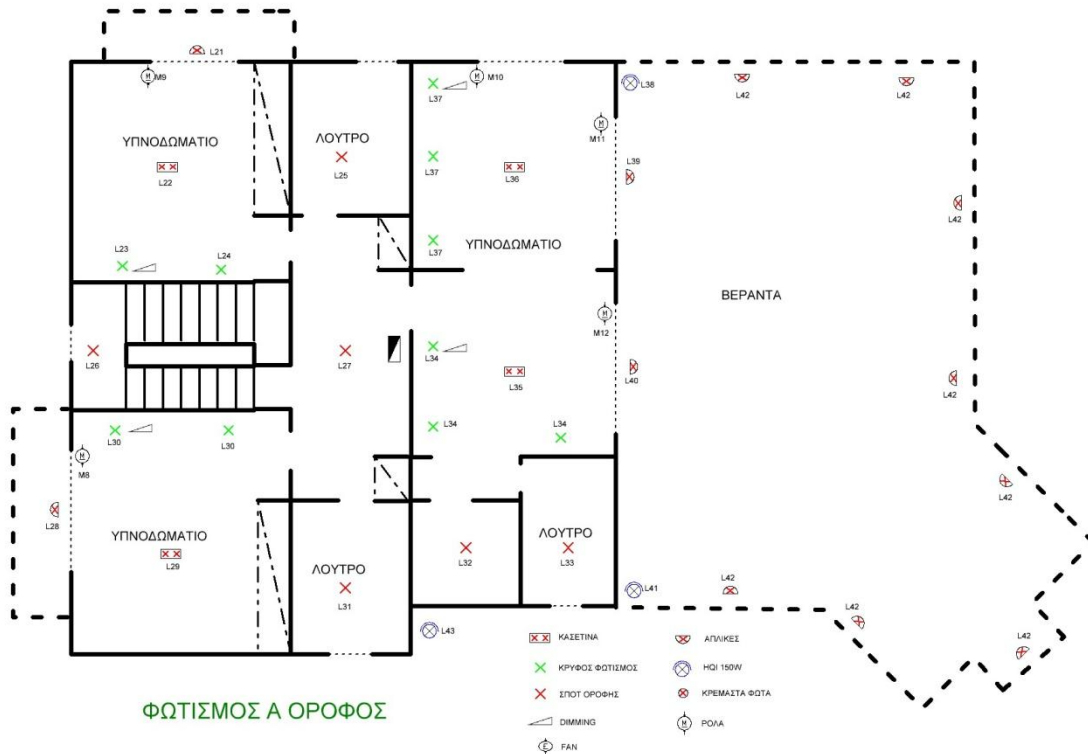 L21
M9
M10
L37
L38
L42
L42
M11
ΥΠΝΟΔΩΜΑΤΙΟ
ΛΟΥΤΡΟ
L22
L25
L37
L36
L39
L42
L23
L24
L37
ΥΠΝΟΔΩΜΑΤΙΟ
ΒΕΡΑΝΤΑ
M12
L26
L27
L34
L35
L40
L42
L30
L30
L34
L34
M8
L28
L42
ΥΠΝΟΔΩΜΑΤΙΟ
L29
ΛΟΥΤΡΟ
L31
L32
ΛΟΥΤΡΟ
L33
L41
L42
L42
L42
L43
ΚΑΣΕΤΙΝΑ
ΑΠΛΙΚΕΣ
ΚΡΥΦΟΣ ΦΩΤΙΣΜΟΣ
HQI 150W
ΣΠΟΤ ΟΡΟΦΗΣ
ΚΡΕΜΑΣΤΑ ΦΩΤΑ
DIMMING
ΡΟΛΑ
FAN
ΦΩΤΙΣΜΟΣ Α ΟΡΟΦΟΣ